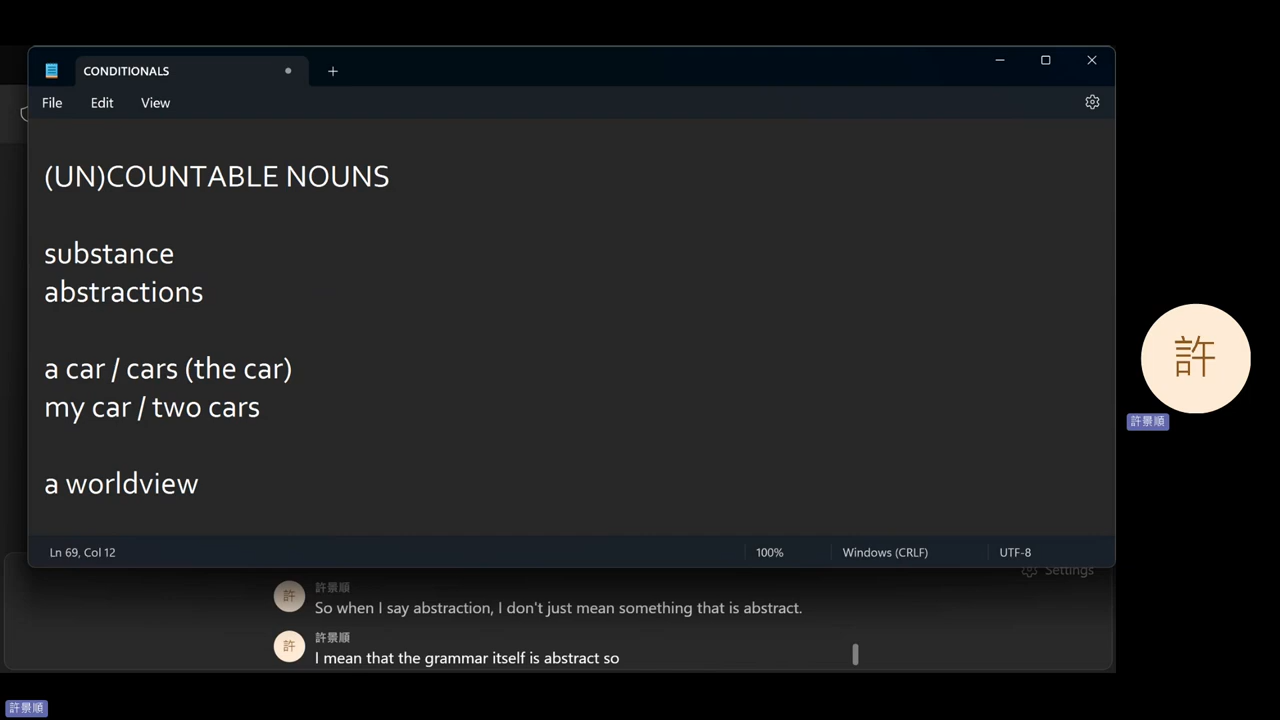 CONDITIONALS
File Edit View
(UN)COUNTABLE NOUNS
substance
abstractions
a car / cars (the car)
my car / two cars
a worldview
許
許景順
Ln 69, Col 12 100% Windows (CRLF) UTF-8
Settings
許 許景順
So when I say abstraction, I don't just mean something that is abstract.
許 許景順
I mean that the grammar itself is abstract so
許景順